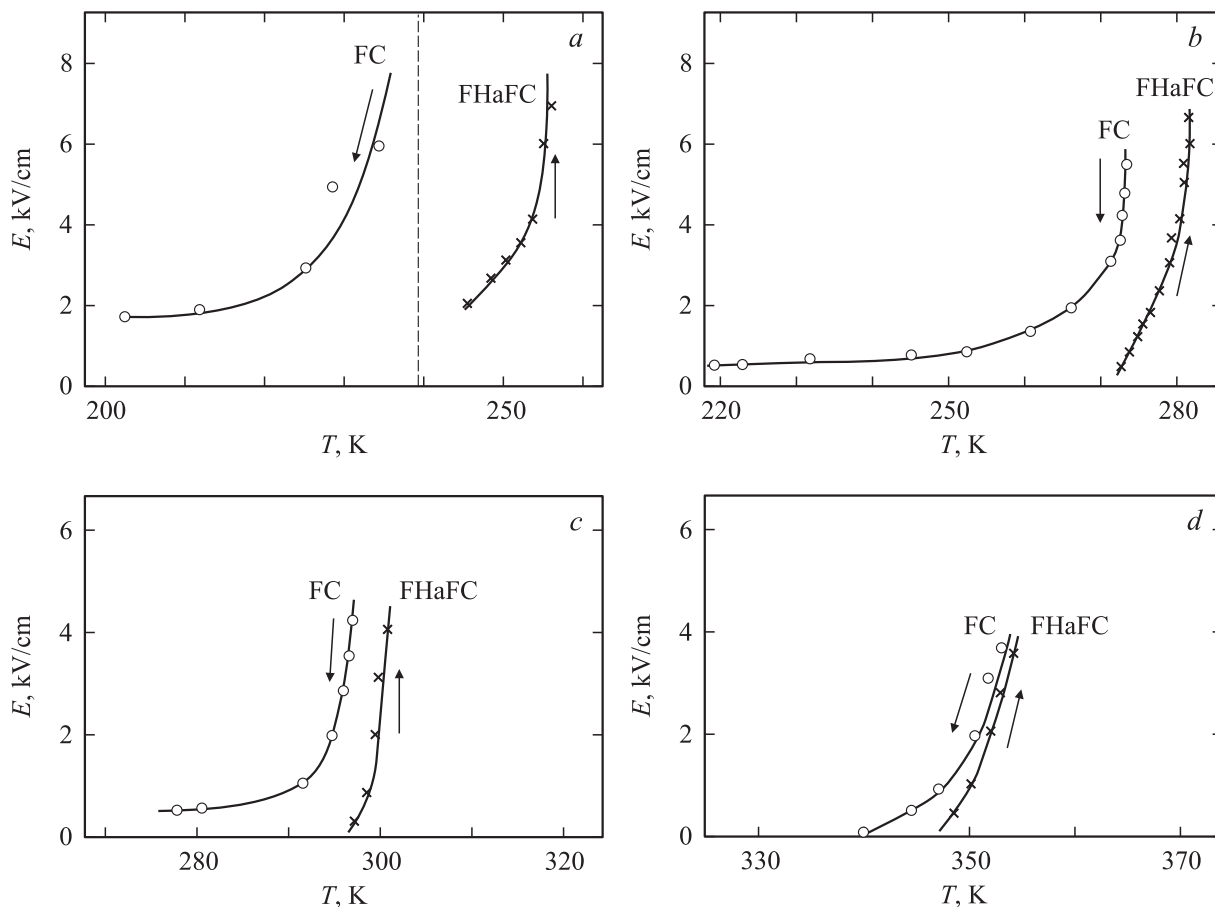 a
FC
FHaFC
8
6
4
2
0
E, kV/cm
200
250
T, K
b
FHaFC
FC
8
6
4
2
0
E, kV/cm
220
250
280
T, K
c
FC
FHaFC
6
4
2
0
E, kV/cm
280
300
320
T, K
d
FC
FHaFC
6
4
2
0
E, kV/cm
330
350
370
T, K